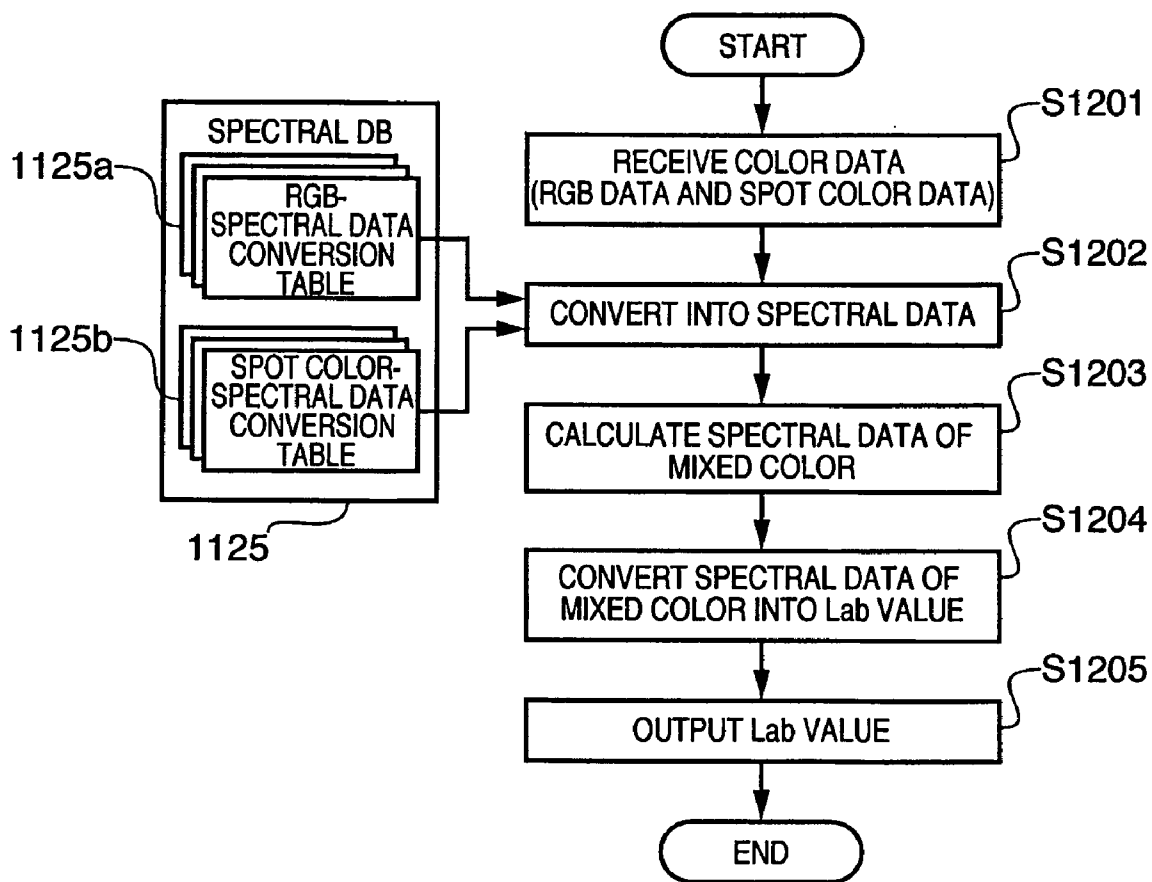 START
S1201
RECEIVE COLOR DATA
(RGB DATA AND SPOT COLOR DATA)
SPECTRAL DB
1125a
RGB-
SPECTRAL DATA
CONVERSION
TABLE
S1202
CONVERT INTO SPECTRAL DATA
1125b
SPOT COLOR-
SPECTRAL DATA
CONVERSION
TABLE
1125
S1203
CALCULATE SPECTRAL DATA OF
MIXED COLOR
S1204
CONVERT SPECTRAL DATA OF
MIXED COLOR INTO Lab VALUE
S1205
OUTPUT Lab VALUE
END